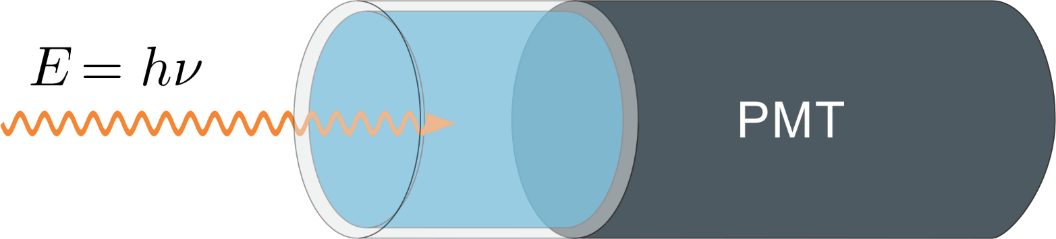 E = hν
PMT